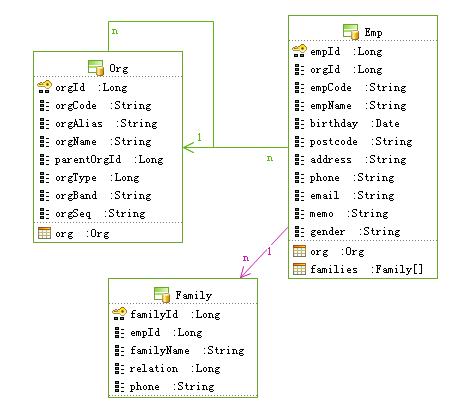 n
Org
orgId :Long
orgCode :String
orgAlias :String
orgName :String
parentOrgId :Long
orgType :Long
orgBand :String
orgSeq :String
org :Org
1
n
Emp
empId :Long
orgId :Long
empCode :String
empName :String
birthday :Date
postcode :String
address :String
phone :String
email :String
memo :String
gender :String
org :Org
families :Family[]
1
n
Family
familyId :Long
empId :Long
familyName :String
relation :Long
phone :String